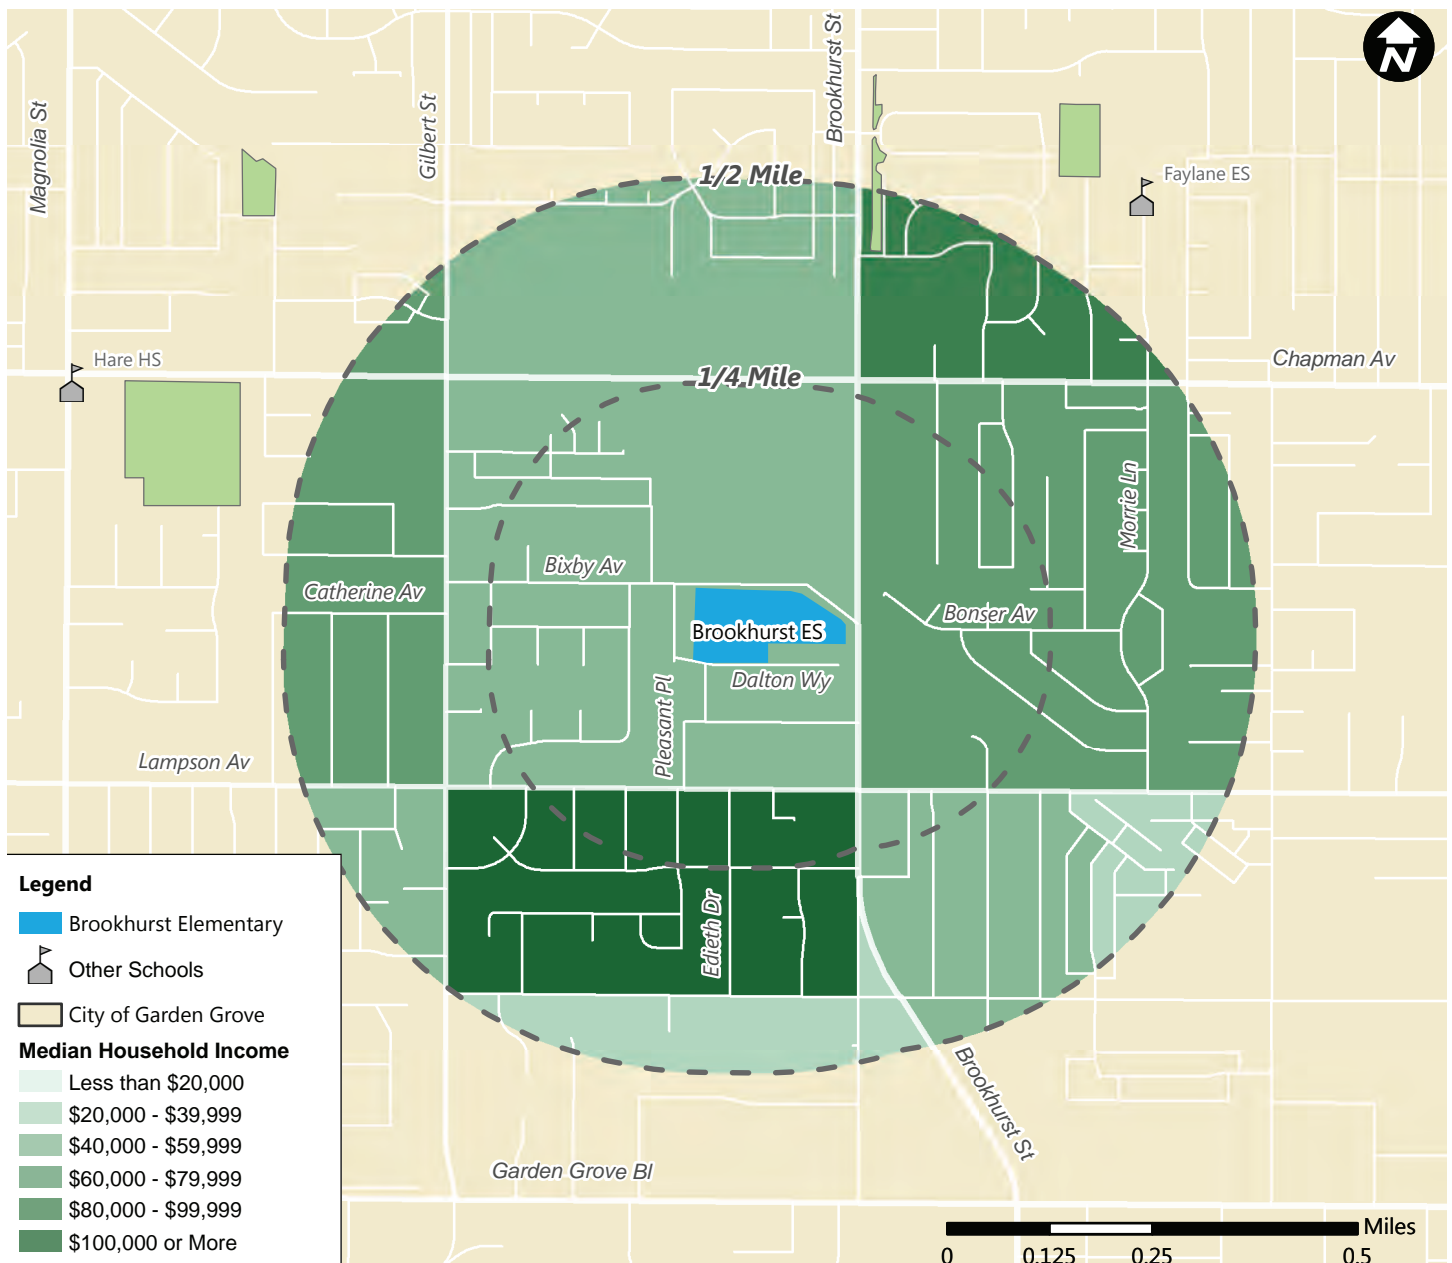 N
Magnolia St
Gilbert St
Brookhurst St
1/2 Mile
Faylane ES
Hare HS
1/4 Mile
Chapman Av
Morrie Ln
Bixby Av
Catherine Av
Bonser Av
Brookhurst ES
Dalton Wy
Pleasant Pl
Lampson Av
Edieth Dr
Brookhurst St
Garden Grove Bl
Legend
Brookhurst Elementary
Other Schools
City of Garden Grove
Median Household Income
Less than $20,000
$20,000 - $39,999
$40,000 - $59,999
$60,000 - $79,999
$80,000 - $99,999
$100,000 or More
Miles
0 0.125 0.25 0.5